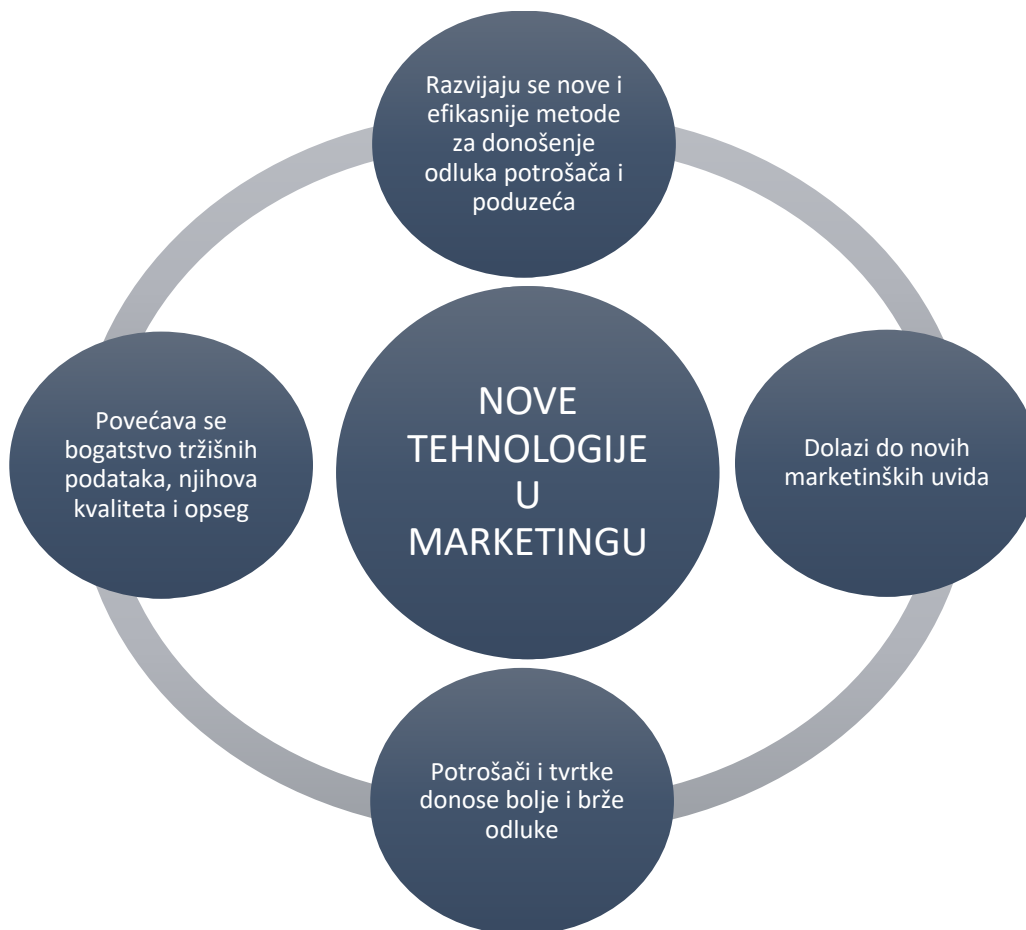 Razvijaju se nove i
efikasnije metode
za donošenje
odluka potrošača i
poduzeća
Povećava se
bogatstvo tržišnih
podataka, njihova
kvaliteta i opseg
NOVE
TEHNOLOGIJE
U
MARKETINGU
Dolazi do novih
marketinških uvida
Potrošači i tvrtke
donose bolje i brže
odluke